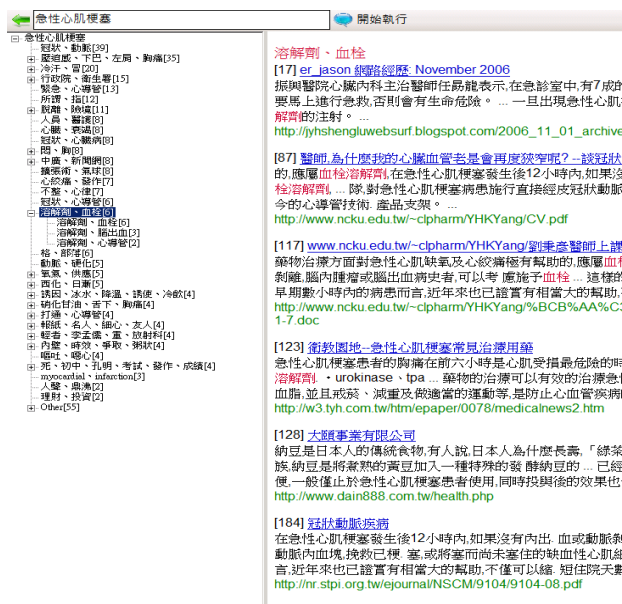 急性心肌梗塞
開始執行
急性心肌梗塞
冠狀、動脈[39]
壓迫感、下巴、左肩、胸痛[35]
冷汗、冒[20]
行政院、衛生署[15]
緊急、心導管[13]
所謂、指[12]
脫離、險境[11]
人員、醫護[8]
心臟、衰竭[8]
冠狀、心臟病[8]
悶、胸[8]
中廣、新聞網[8]
擴張術、氣球[8]
心絞痛、發作[7]
不整、心律[7]
冠狀、心導管[6]
溶解劑、血栓[6]
溶解劑、血栓[6]
溶解劑、腦出血[3]
溶解劑、心導管[2]
格、部落[6]
動脈、硬化[5]
氧氣、供應[5]
西化、日漸[5]
誘因、冰水、降溫、誘使、冷飲[4]
硝化甘油、舌下、胸痛[4]
打通、心導管[4]
報紙、名人、細心、友人[4]
輕者、李孟儒、重、放射科[4]
內壁、時效、爭取、粥狀[4]
嘔吐、噁心[4]
死、初中、孔明、考試、發作、成績[4]
myocardial、infarction[3]
人聲、鼎沸[2]
理財、投資[2]
Other[55]
溶解劑、血栓
[17] er_jason 網路經歷: November 2006
振興醫院心臟內科主治醫師任勗龍表示,在急診室中,有7成的
要馬上進行急救,否則會有生命危險。 ... 一旦出現急性心肌
解劑的注射。 ...
http://jyhshengluwebsurf.blogspot.com/2006_11_01_archive
[87] 醫師,為什麼我的心臟血管老是會再度狹窄呢?--談冠狀
的,應屬血栓溶解劑,在急性心肌梗塞發生後12小時內,如果沒
栓溶解劑, ... 隊,對急性心肌梗塞病患施行直接經皮冠狀動脈
今的心導管技術. 產品支架。 ...
http://www.ncku.edu.tw/~clpharm/YHKYang/CV.pdf
[117] www.ncku.edu.tw/~clpharm/YHKYang/劉秉彥醫師上課
藥物治療方面對急性心肌缺氧及心絞痛極有幫助的,應屬血栓
剝離,腦內腫瘤或腦出血病史者,可以考 慮施予血栓 ... 這樣的
早期數小時內的病患而言,近年來也已證實有相當大的幫助,
http://www.ncku.edu.tw/~clpharm/YHKYang/%BCB%AA%C3
1-7.doc
[123] 衛教園地--急性心肌梗塞常見治療用藥
急性心肌梗塞患者的胸痛在前六小時是心肌受損最危險的時
溶解劑. ・urokinase、tpa ... 藥物的治療可以有效的治療急
血脂,並且戒菸、減重及做適當的運動等,是防止心血管疾病
http://w3.tyh.com.tw/htm/epaper/0078/medicalnews2.htm
[128] 大願事業有限公司
納豆是日本人的傳統食物,有人說,日本人為什麼長壽,「綠茶
族,納豆是將煮熟的黃豆加入一種特殊的發 酵納豆的 ... 已經
便,一般僅止於急性心肌梗塞患者使用,同時投與後的效果也
http://www.dain888.com.tw/health.php
[184] 冠狀動脈疾病
在急性心肌梗塞發生後12小時內,如果沒有內出. 血或動脈剝
動脈內血塊,挽救已梗. 塞,或將塞而尚未塞住的缺血性心肌細
言,近年來也已證實有相當大的幫助,不僅可以縮. 短住院天數
http://nr.stpi.org.tw/ejournal/NSCM/9104/9104-08.pdf